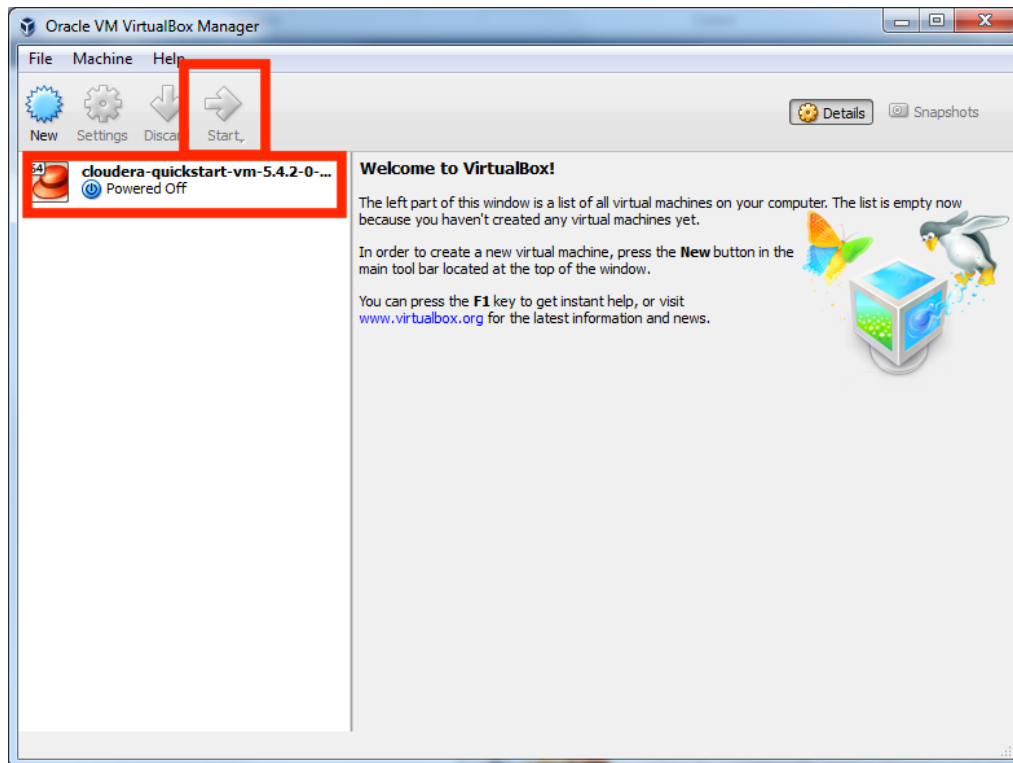 Oracle VM VirtualBox Manager
File Machine Help
New Settings Discar Start
Details Snapshots
64
cloudera-quickstart-vm-5.4.2-0-...
Powered Off
Welcome to VirtualBox!
The left part of this window is a list of all virtual machines on your computer. The list is empty now
because you haven't created any virtual machines yet.
In order to create a new virtual machine, press the New button in the
main tool bar located at the top of the window.
You can press the F1 key to get instant help, or visit
www.virtualbox.org for the latest information and news.